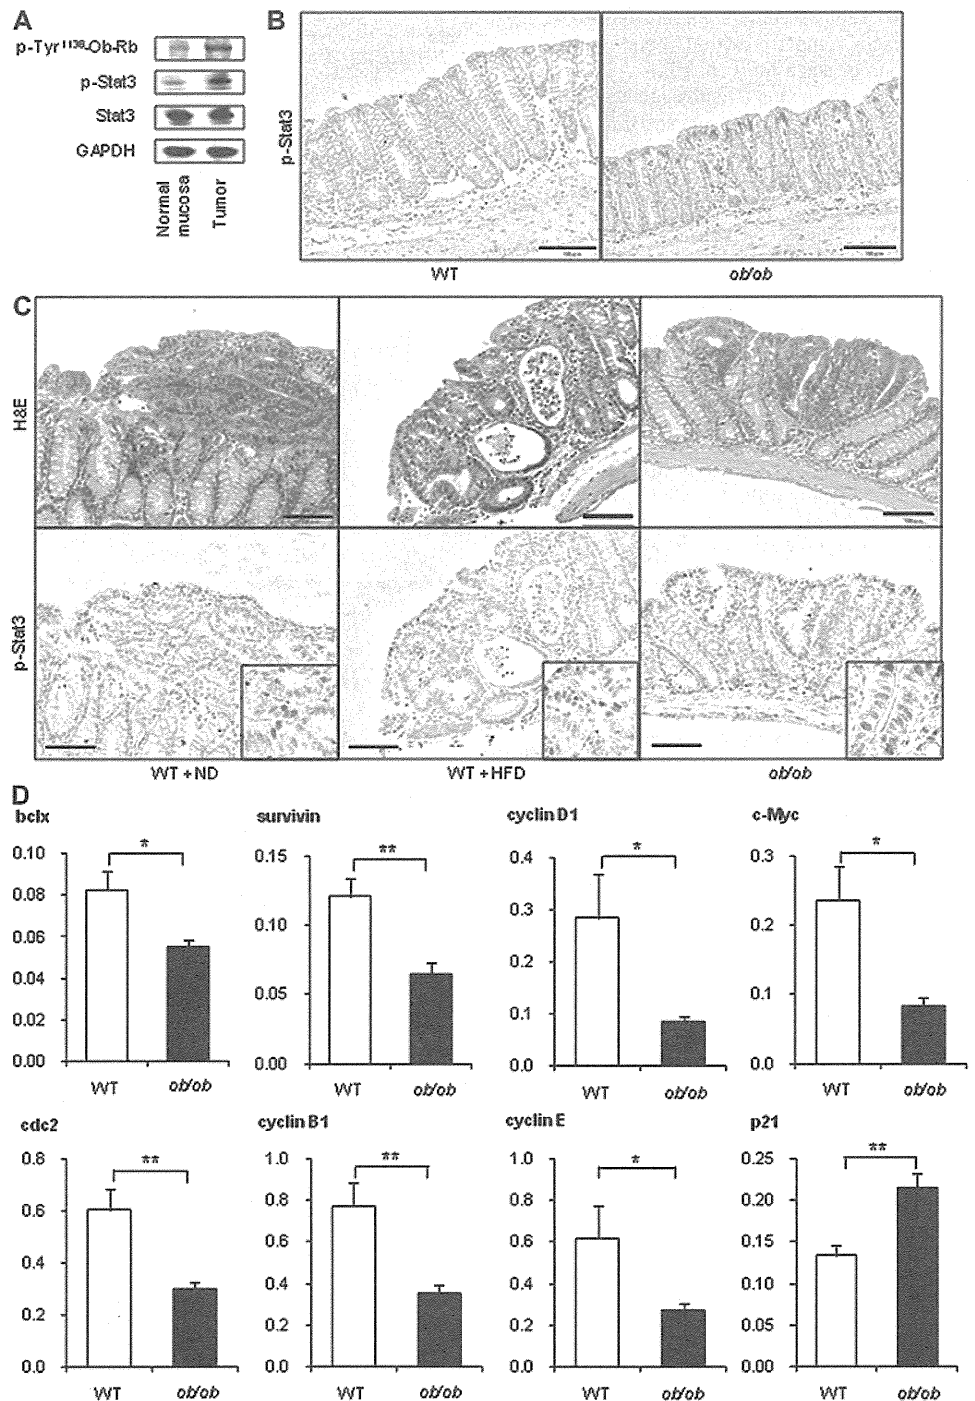 A
p-Tyr1138-Ob-Rb
p-Stat3
Stat3
GAPDH
Normal mucosa
Tumor
B
p-Stat3
WT
ob/ob
C
H&E
p-Stat3
WT + ND
WT + HFD
ob/ob
D
bclx
survivin
cyclin D1
c-Myc
*
**
*
*
0.10
0.08
0.06
0.04
0.02
0.00
0.15
0.10
0.05
0.00
0.4
0.3
0.2
0.1
0.0
0.3
0.2
0.1
0.0
WT
ob/ob
WT
ob/ob
WT
ob/ob
WT
ob/ob
cdc2
cyclin B1
cyclin E
p21
**
**
*
**
0.8
0.6
0.4
0.2
0.0
1.0
0.8
0.6
0.4
0.2
0.0
1.0
0.8
0.6
0.4
0.2
0.0
0.25
0.20
0.15
0.10
0.05
0.00
WT
ob/ob
WT
ob/ob
WT
ob/ob
WT
ob/ob